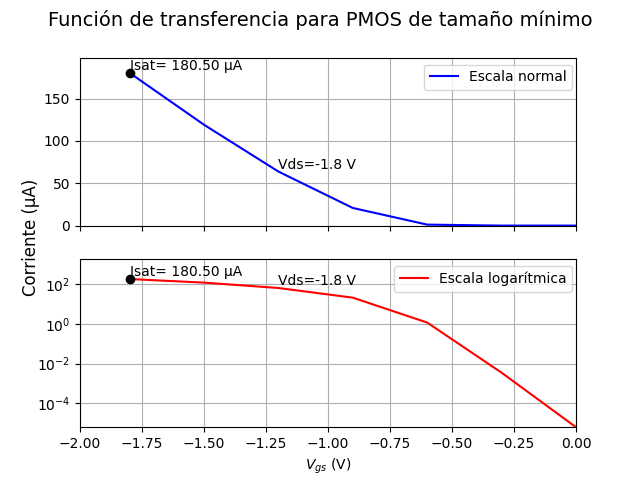 Función de transferencia para PMOS de tamaño mínimo
Corriente (µA)
Isat= 180.50 µA
Escala normal
Vds=-1.8 V
150
100
50
0
Isat= 180.50 µA
Escala logarítmica
Vds=-1.8 V
10²
10⁰
10⁻²
10⁻⁴
−2.00 −1.75 −1.50 −1.25 −1.00 −0.75 −0.50 −0.25 0.00
V_gs (V)